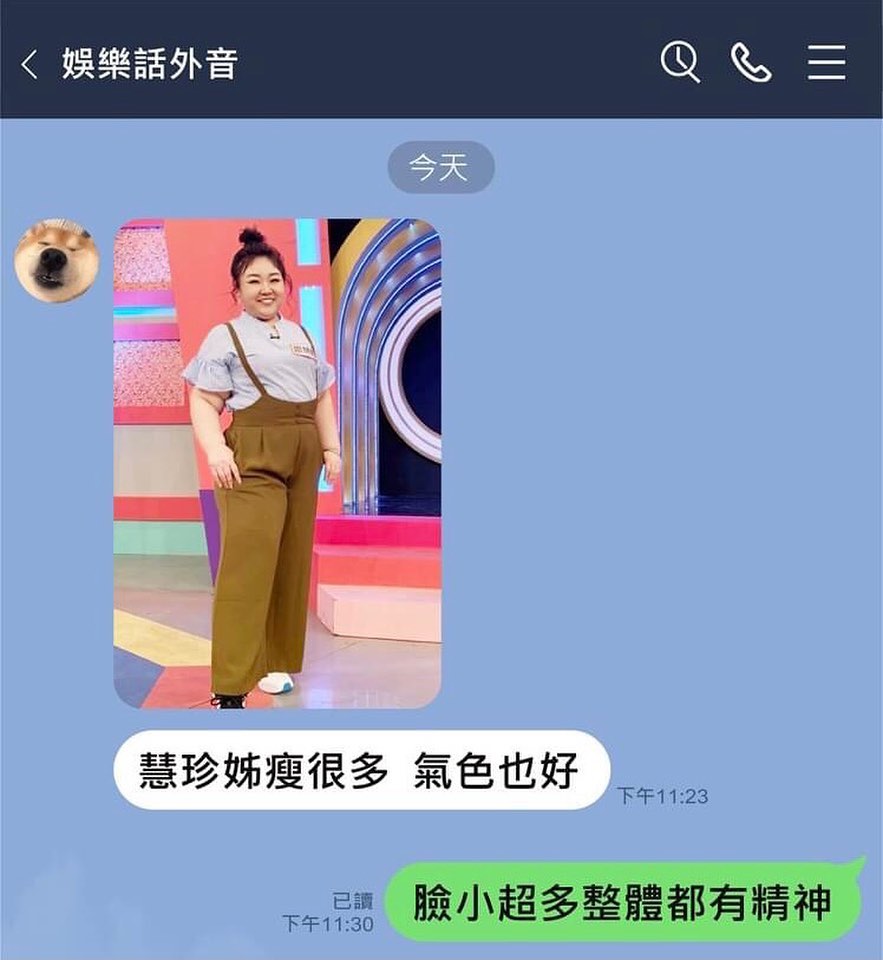 娛樂話外音
今天
慧珍姊瘦很多 氣色也好
下午11:23
臉小超多整體都有精神
已讀
下午11:30